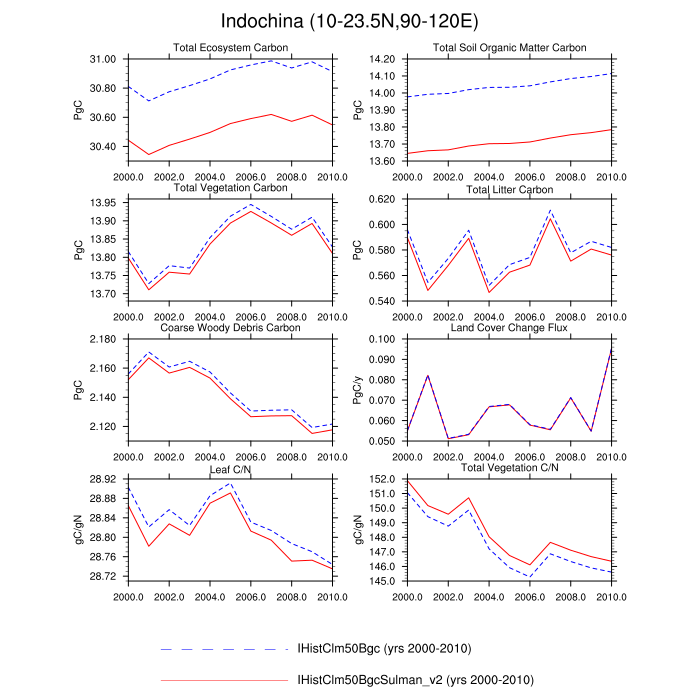 Indochina (10-23.5N,90-120E)
Total Ecosystem Carbon
PgC
31.00
30.80
30.60
30.40
2000.0 2002.0 2004.0 2006.0 2008.0 2010.0
Total Soil Organic Matter Carbon
PgC
14.20
14.10
14.00
13.90
13.80
13.70
13.60
2000.0 2002.0 2004.0 2006.0 2008.0 2010.0
Total Vegetation Carbon
PgC
13.95
13.90
13.85
13.80
13.75
13.70
2000.0 2002.0 2004.0 2006.0 2008.0 2010.0
Total Litter Carbon
PgC
0.620
0.600
0.580
0.560
0.540
2000.0 2002.0 2004.0 2006.0 2008.0 2010.0
Coarse Woody Debris Carbon
PgC
2.180
2.160
2.140
2.120
2000.0 2002.0 2004.0 2006.0 2008.0 2010.0
Land Cover Change Flux
PgC/y
0.100
0.090
0.080
0.070
0.060
0.050
2000.0 2002.0 2004.0 2006.0 2008.0 2010.0
Leaf C/N
gC/gN
28.92
28.88
28.84
28.80
28.76
28.72
2000.0 2002.0 2004.0 2006.0 2008.0 2010.0
Total Vegetation C/N
gC/gN
152.0
151.0
150.0
149.0
148.0
147.0
146.0
145.0
2000.0 2002.0 2004.0 2006.0 2008.0 2010.0
IHistClm50Bgc (yrs 2000-2010)
IHistClm50BgcSulman_v2 (yrs 2000-2010)